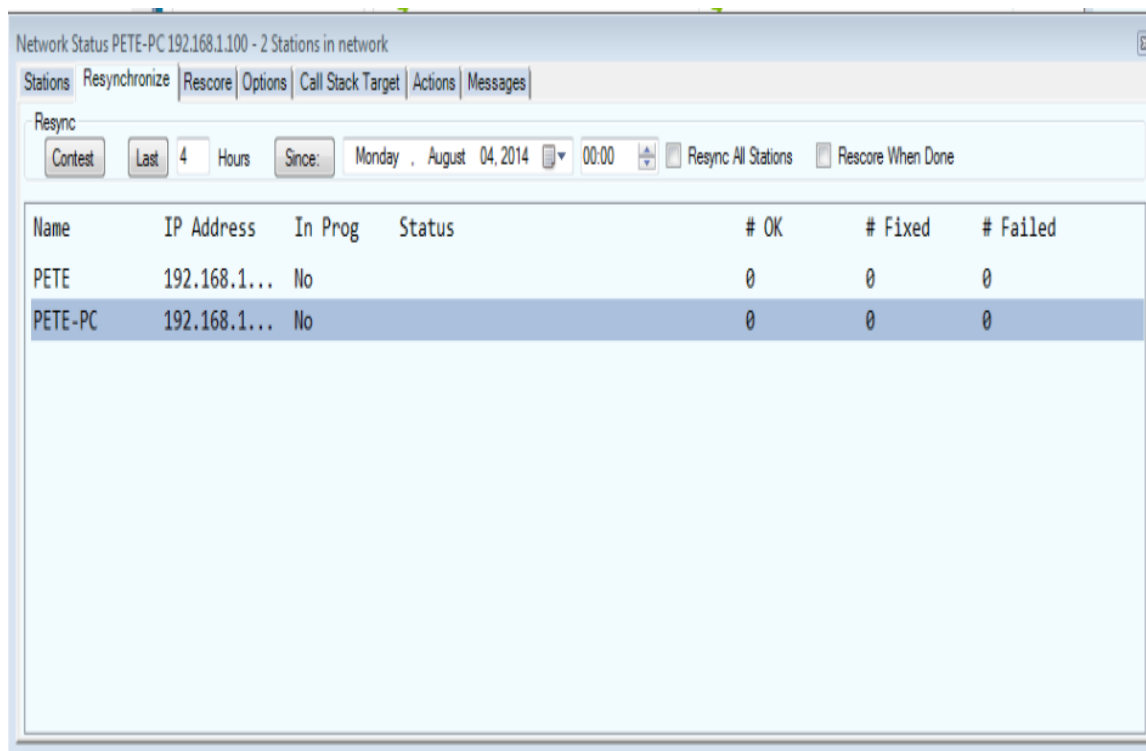 Network Status PETE-PC 192.168.1.100 - 2 Stations in network
Stations Resynchronize Rescore Options Call Stack Target Actions Messages
Resync
Contest Last 4 Hours Since: Monday , August 04, 2014 00:00 Resync All Stations Rescore When Done
Name IP Address In Prog Status # OK # Fixed # Failed
PETE 192.168.1... No 0 0 0
PETE-PC 192.168.1... No 0 0 0